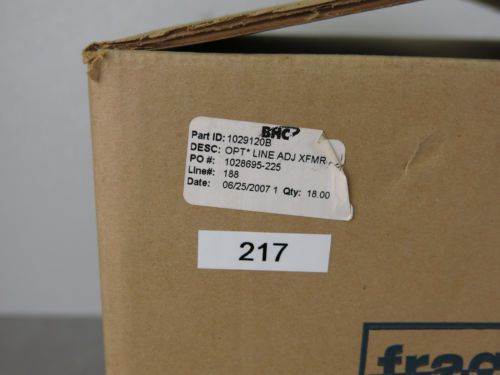 BHC
Part ID: 1029120B
DESC: OPT* LINE ADJ XFMR
PO #: 1028695-225
Line#: 188
Date: 06/25/2007 1 Qty: 18.00
217
frag